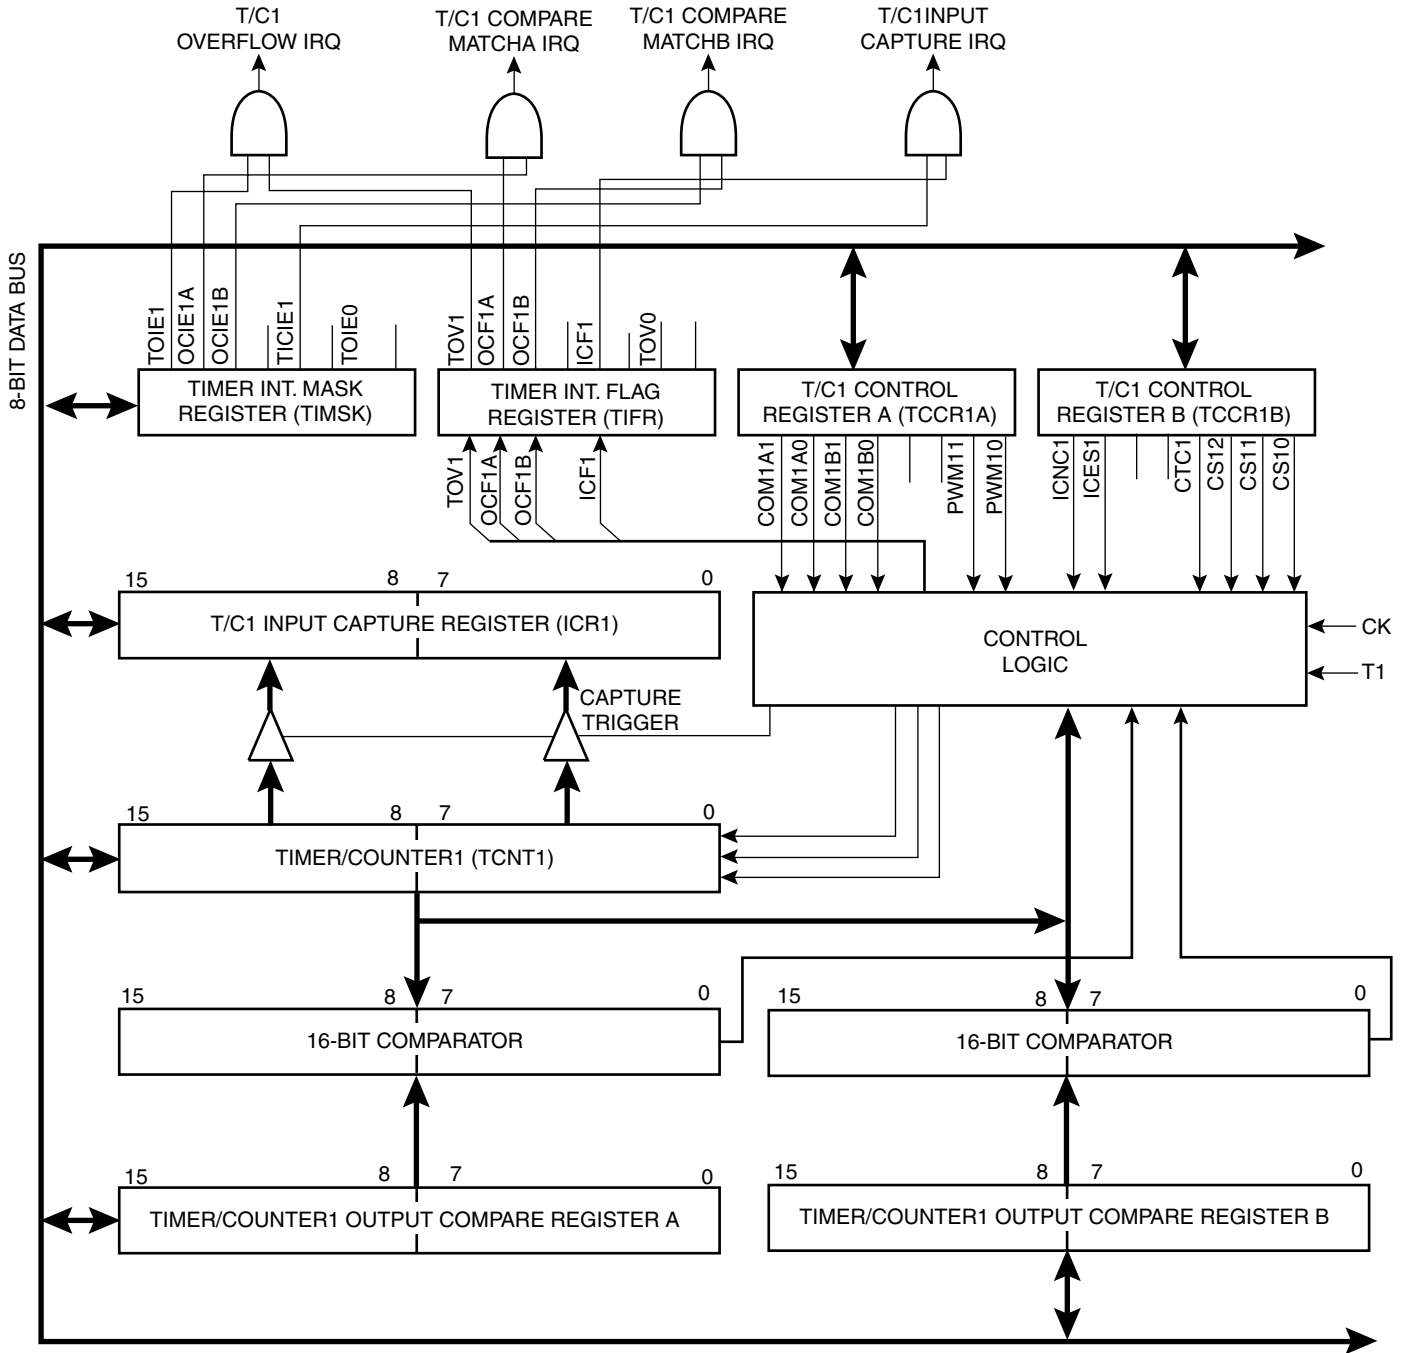 T/C1
OVERFLOW IRQ
T/C1 COMPARE
MATCHA IRQ
T/C1 COMPARE
MATCHB IRQ
T/C1INPUT
CAPTURE IRQ
8-BIT DATA BUS
TOIE1
OCIE1A
OCIE1B
TICIE1
TOIE0
TOV1
OCF1A
OCF1B
ICF1
TOV0
TIMER INT. MASK
REGISTER (TIMSK)
TIMER INT. FLAG
REGISTER (TIFR)
T/C1 CONTROL
REGISTER A (TCCR1A)
T/C1 CONTROL
REGISTER B (TCCR1B)
TOV1
OCF1A
OCF1B
ICF1
COM1A1
COM1A0
COM1B1
COM1B0
PWM11
PWM10
ICNC1
ICES1
CTC1
CS12
CS11
CS10
15 8 7 0
T/C1 INPUT CAPTURE REGISTER (ICR1)
CONTROL
LOGIC
CK
T1
CAPTURE
TRIGGER
15 8 7 0
TIMER/COUNTER1 (TCNT1)
15 8 7 0
16-BIT COMPARATOR
15 8 7 0
16-BIT COMPARATOR
15 8 7 0
TIMER/COUNTER1 OUTPUT COMPARE REGISTER A
15 8 7 0
TIMER/COUNTER1 OUTPUT COMPARE REGISTER B